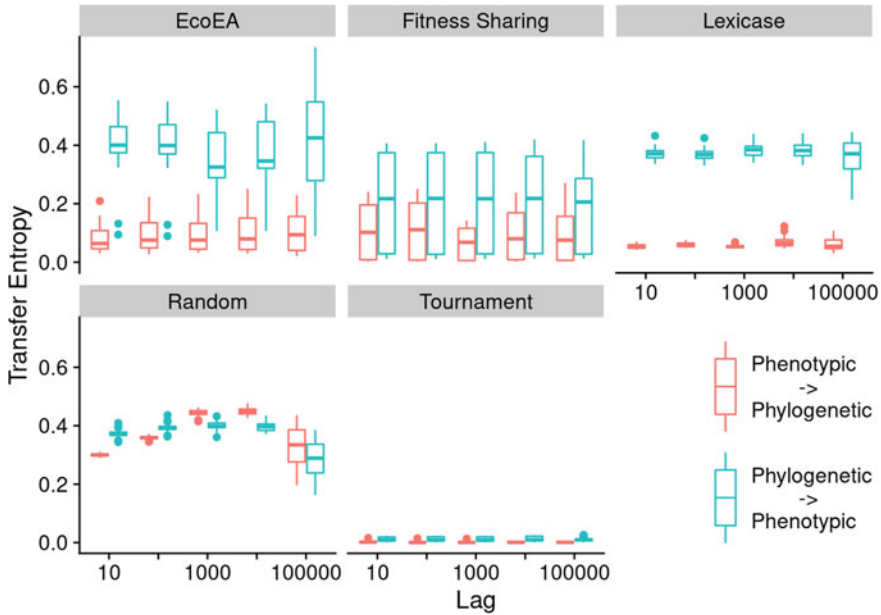 EcoEA
Fitness Sharing
Lexicase
0.6
0.4
0.2
0.0
10
1000
100000
Random
Tournament
0.6
0.4
0.2
0.0
10
1000
100000
10
1000
100000
Transfer Entropy
Lag
Phenotypic
->
Phylogenetic
Phylogenetic
->
Phenotypic